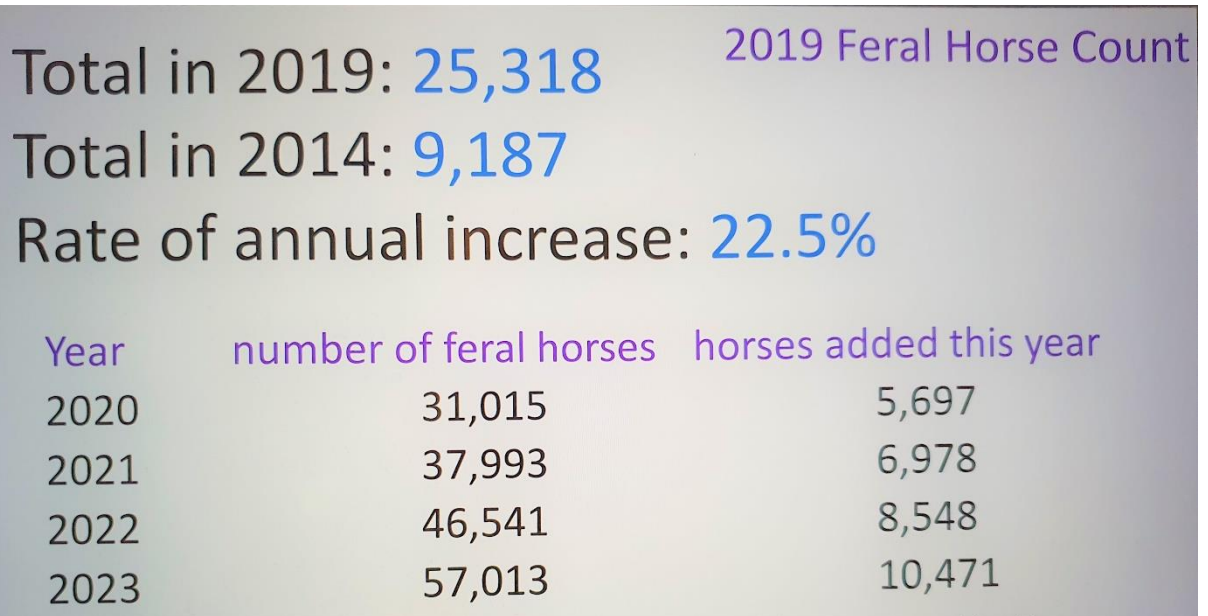 2019 Feral Horse Count
Total in 2019: 25,318
Total in 2014: 9,187
Rate of annual increase: 22.5%
Year number of feral horses horses added this year
2020 31,015 5,697
2021 37,993 6,978
2022 46,541 8,548
2023 57,013 10,471